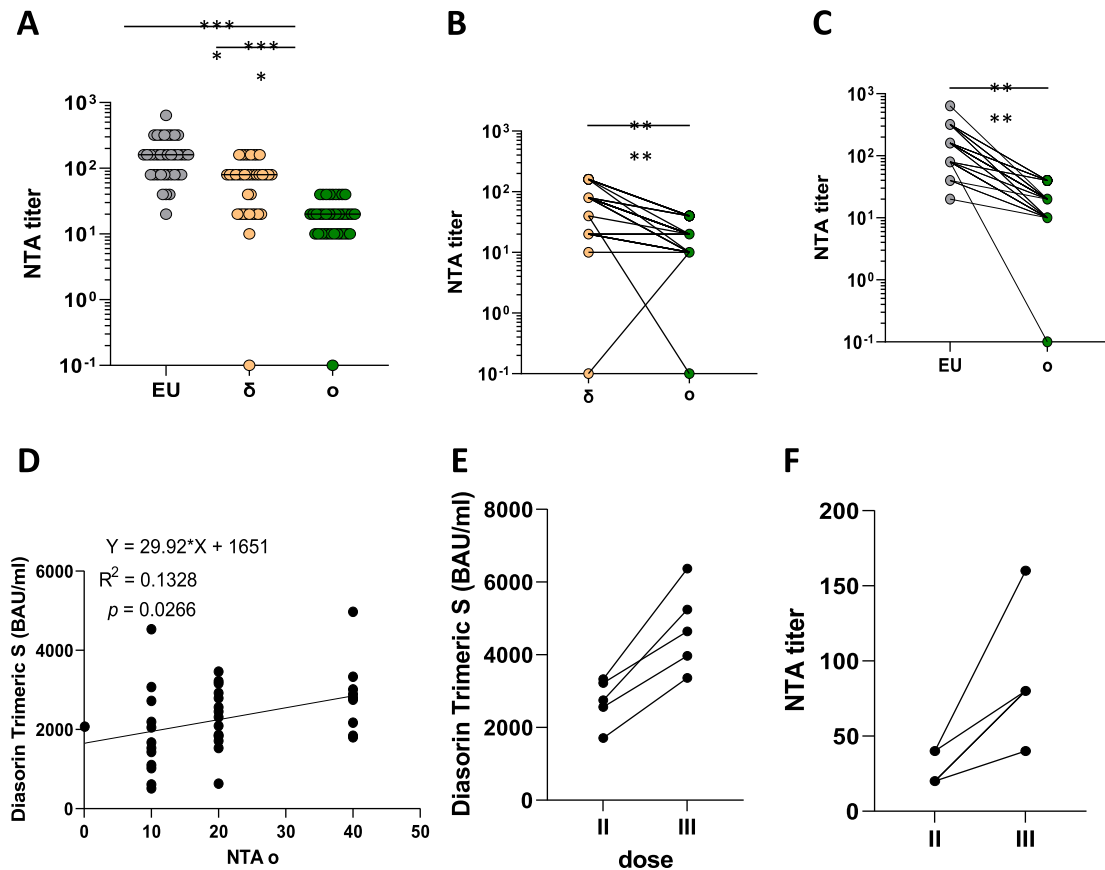 A
***
***
*
*
NTA titer
10³
10²
10¹
10⁰
10⁻¹
EU
δ
o
B
**
**
NTA titer
10³
10²
10¹
10⁰
10⁻¹
δ
o
C
**
**
NTA titer
10³
10²
10¹
10⁰
10⁻¹
EU
o
D
Y = 29.92*X + 1651
R² = 0.1328
p = 0.0266
Diasorin Trimeric S (BAU/ml)
6000
4000
2000
0
0
10
20
30
40
50
NTA o
E
Diasorin Trimeric S (BAU/ml)
8000
6000
4000
2000
0
II
III
dose
F
NTA titer
200
150
100
50
0
II
III